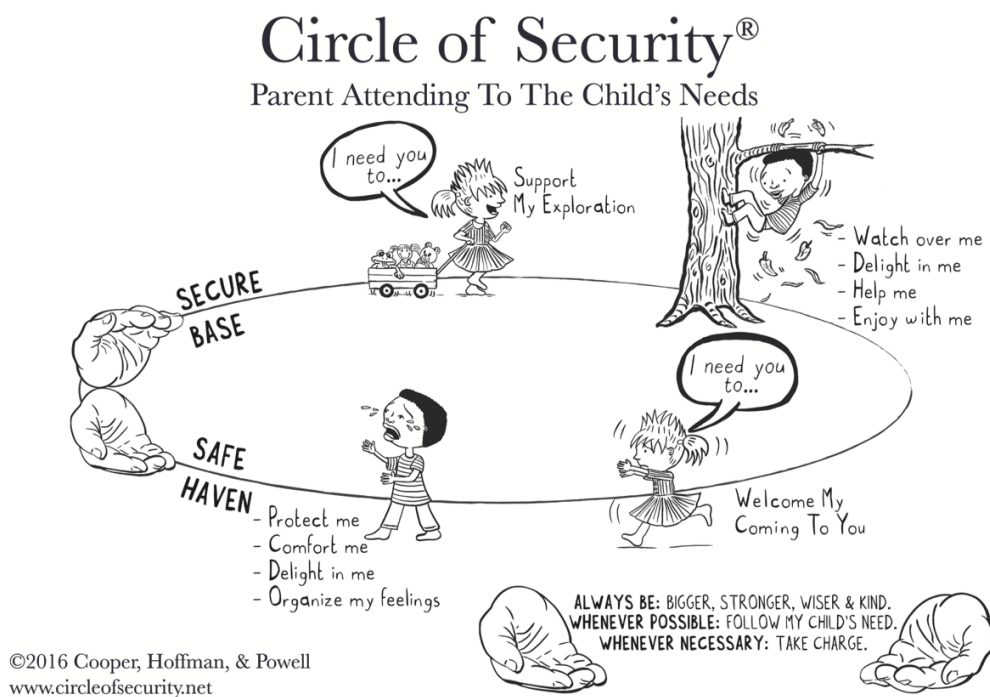 Circle of Security®
Parent Attending To The Child's Needs
I need you
to...
Support
My Exploration
- Watch over me
- Delight in me
- Help me
- Enjoy with me
SECURE
BASE
I need you
to...
SAFE
HAVEN
- Protect me
- Comfort me
- Delight in me
- Organize my feelings
Welcome My
Coming To You
ALWAYS BE: BIGGER, STRONGER, WISER & KIND.
WHENEVER POSSIBLE: FOLLOW MY CHILD'S NEED.
WHENEVER NECESSARY: TAKE CHARGE.
©2016 Cooper, Hoffman, & Powell
www.circleofsecurity.net